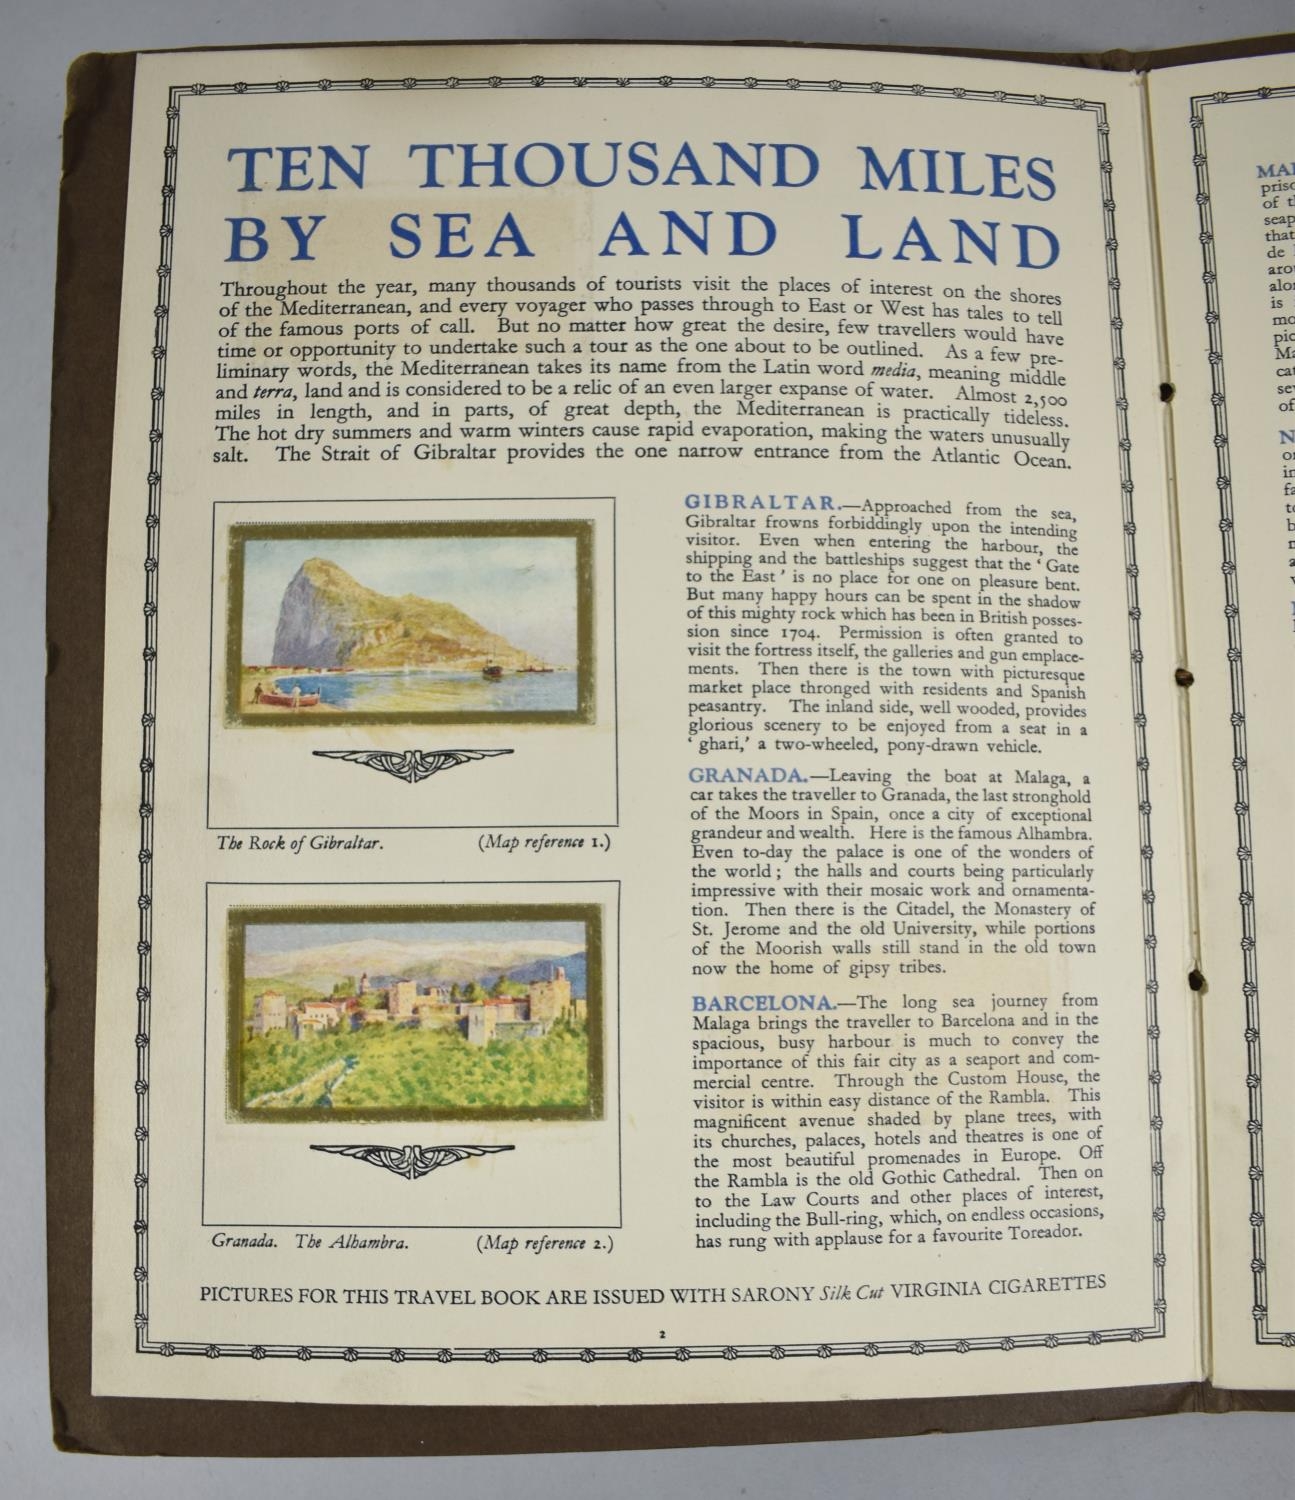 TEN THOUSAND MILES
BY SEA AND LAND
Throughout the year, many thousands of tourists visit the places of interest on the shores
of the Mediterranean, and every voyager who passes through to East or West has tales to tell
of the famous ports of call. But no matter how great the desire, few travellers would have
time or opportunity to undertake such a tour as the one about to be outlined. As a few pre-
liminary words, the Mediterranean takes its name from the Latin word media, meaning middle
and terra, land and is considered to be a relic of an even larger expanse of water. Almost 2,500
miles in length, and in parts, of great depth, the Mediterranean is practically tideless.
The hot dry summers and warm winters cause rapid evaporation, making the waters unusually
salt. The Strait of Gibraltar provides the one narrow entrance from the Atlantic Ocean.
The Rock of Gibraltar. (Map reference 1.)
Granada. The Alhambra. (Map reference 2.)
GIBRALTAR.—Approached from the sea,
Gibraltar frowns forbiddingly upon the intending
visitor. Even when entering the harbour, the
shipping and the battleships suggest that the ‘ Gate
to the East ’ is no place for one on pleasure bent.
But many happy hours can be spent in the shadow
of this mighty rock which has been in British posses-
sion since 1704. Permission is often granted to
visit the fortress itself, the galleries and gun emplace-
ments. Then there is the town with picturesque
market place thronged with residents and Spanish
peasantry. The inland side, well wooded, provides
glorious scenery to be enjoyed from a seat in a
‘ ghari,’ a two-wheeled, pony-drawn vehicle.
GRANADA.—Leaving the boat at Malaga, a
car takes the traveller to Granada, the last stronghold
of the Moors in Spain, once a city of exceptional
grandeur and wealth. Here is the famous Alhambra.
Even to-day the palace is one of the wonders of
the world ; the halls and courts being particularly
impressive with their mosaic work and ornamenta-
tion. Then there is the Citadel, the Monastery of
St. Jerome and the old University, while portions
of the Moorish walls still stand in the old town
now the home of gipsy tribes.
BARCELONA.—The long sea journey from
Malaga brings the traveller to Barcelona and in the
spacious, busy harbour is much to convey the
importance of this fair city as a seaport and com-
mercial centre. Through the Custom House, the
visitor is within easy distance of the Rambla. This
magnificent avenue shaded by plane trees, with
its churches, palaces, hotels and theatres is one of
the most beautiful promenades in Europe. Off
the Rambla is the old Gothic Cathedral. Then on
to the Law Courts and other places of interest,
including the Bull-ring, which, on endless occasions,
has rung with applause for a favourite Toreador.
PICTURES FOR THIS TRAVEL BOOK ARE ISSUED WITH SARONY Silk Cut VIRGINIA CIGARETTES
2